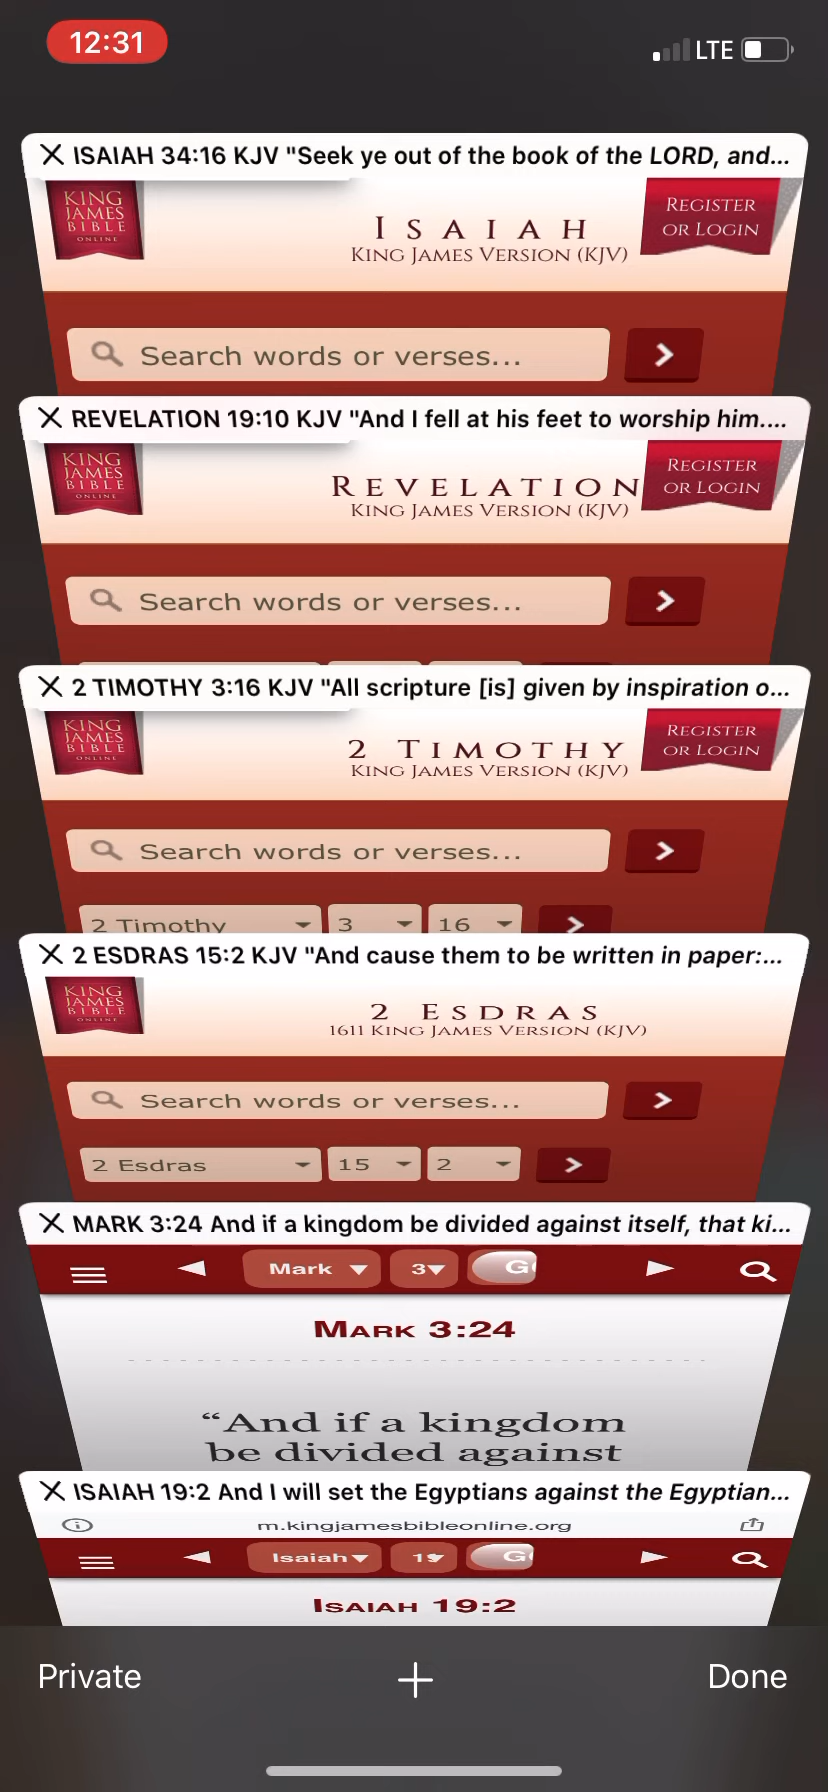 12:31
LTE
ISAIAH 34:16 KJV "Seek ye out of the book of the LORD, and...
KING
JAMES
BIBLE
ONLINE
ISAIAH
KING JAMES VERSION (KJV)
REGISTER
OR LOGIN
Search words or verses...
REVELATION 19:10 KJV "And I fell at his feet to worship him....
KING
JAMES
BIBLE
ONLINE
REVELATION
KING JAMES VERSION (KJV)
REGISTER
OR LOGIN
Search words or verses...
2 TIMOTHY 3:16 KJV "All scripture [is] given by inspiration o...
KING
JAMES
BIBLE
ONLINE
2 TIMOTHY
KING JAMES VERSION (KJV)
REGISTER
OR LOGIN
Search words or verses...
2 Timothy 3 16
2 ESDRAS 15:2 KJV "And cause them to be written in paper:...
KING
JAMES
BIBLE
ONLINE
2 ESDRAS
1611 KING JAMES VERSION (KJV)
Search words or verses...
2 Esdras 15 2
MARK 3:24 And if a kingdom be divided against itself, that ki...
Mark 3
MARK 3:24
“And if a kingdom
be divided against
ISAIAH 19:2 And I will set the Egyptians against the Egyptian...
m.kingjamesbibleonline.org
Isaiah
ISAIAH 19:2
Private
Done